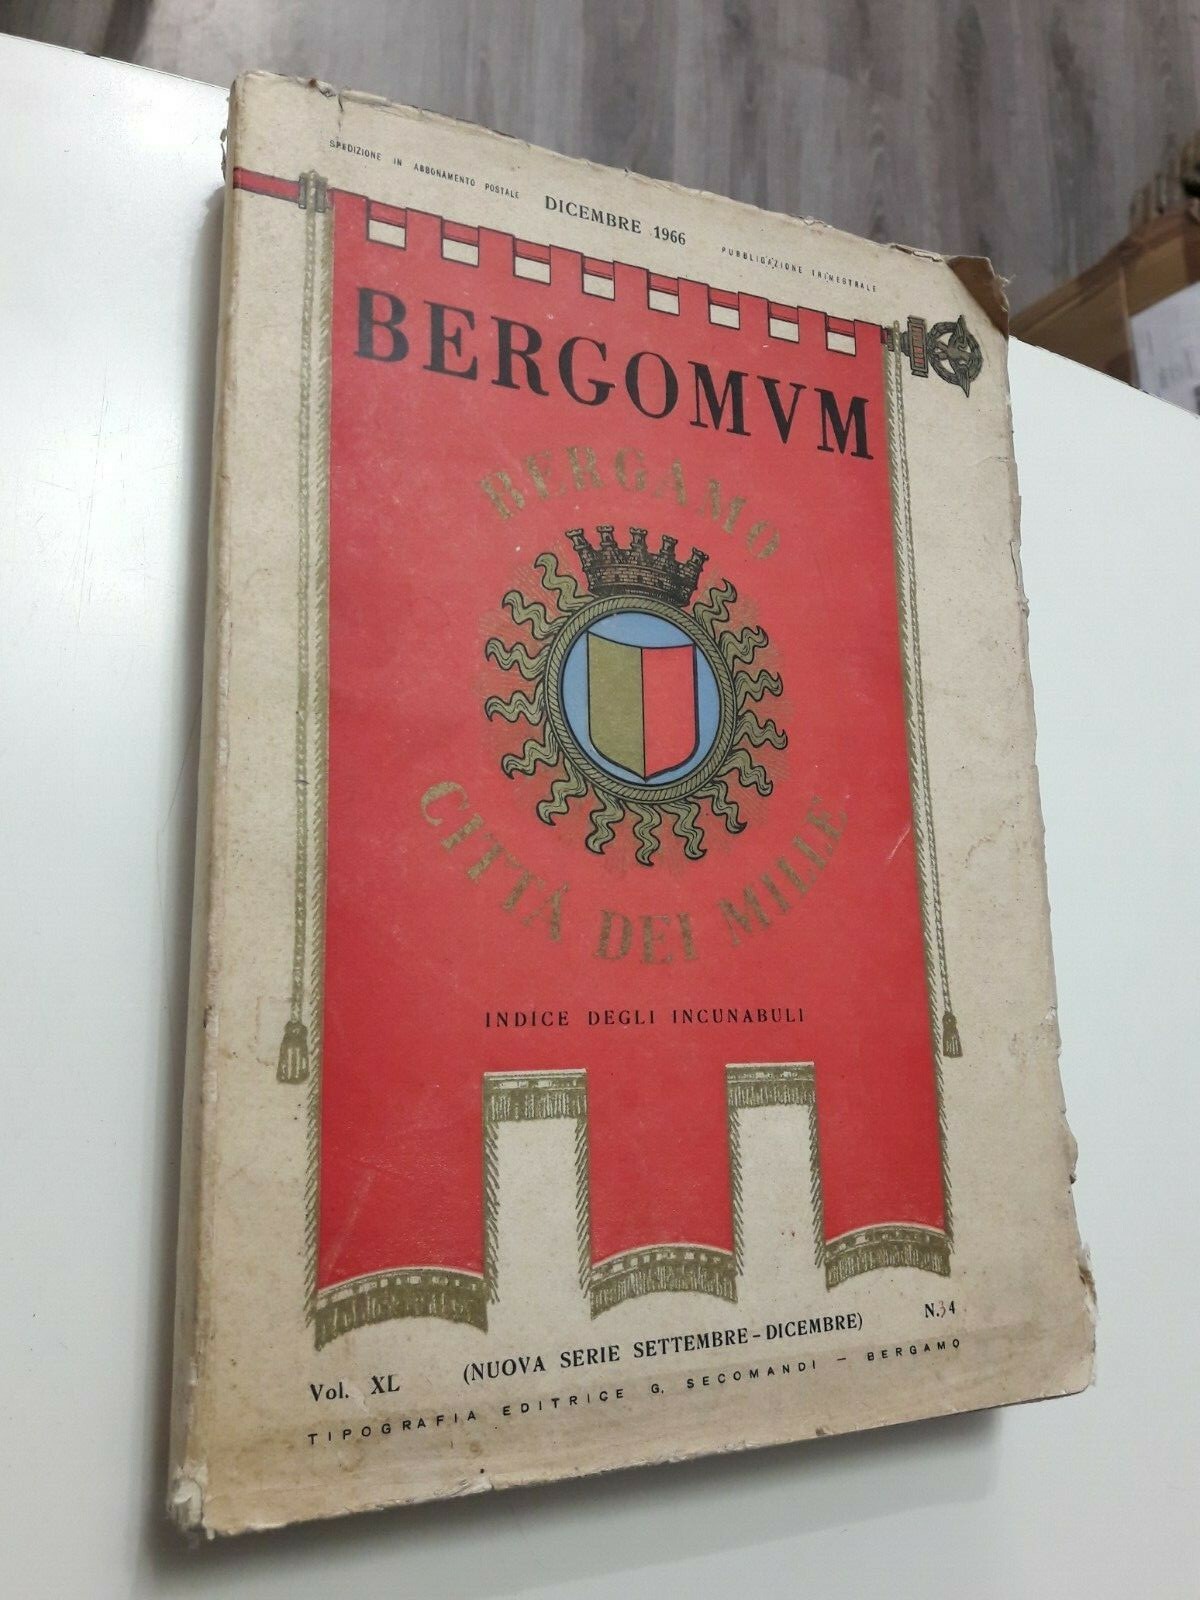 SPEDIZIONE IN ABBONAMENTO POSTALE DICEMBRE 1966 PUBBLICAZIONE TRIMESTRALE
BERGOMVM
BERGAMO
CITTÀ DEI MILLE
INDICE DEGLI INCUNABULI
Vol. XL (NUOVA SERIE SETTEMBRE-DICEMBRE) N.34
TIPOGRAFIA EDITRICE G. SECOMANDI - BERGAMO